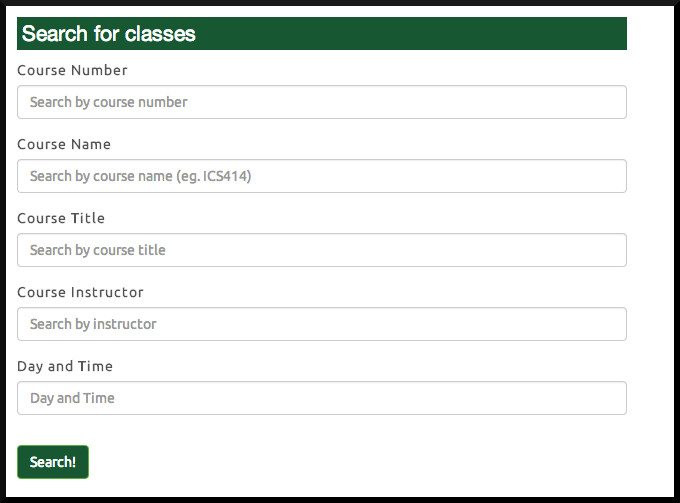 Search for classes
Course Number
Search by course number
Course Name
Search by course name (eg. ICS414)
Course Title
Search by course title
Course Instructor
Search by instructor
Day and Time
Day and Time
Search!